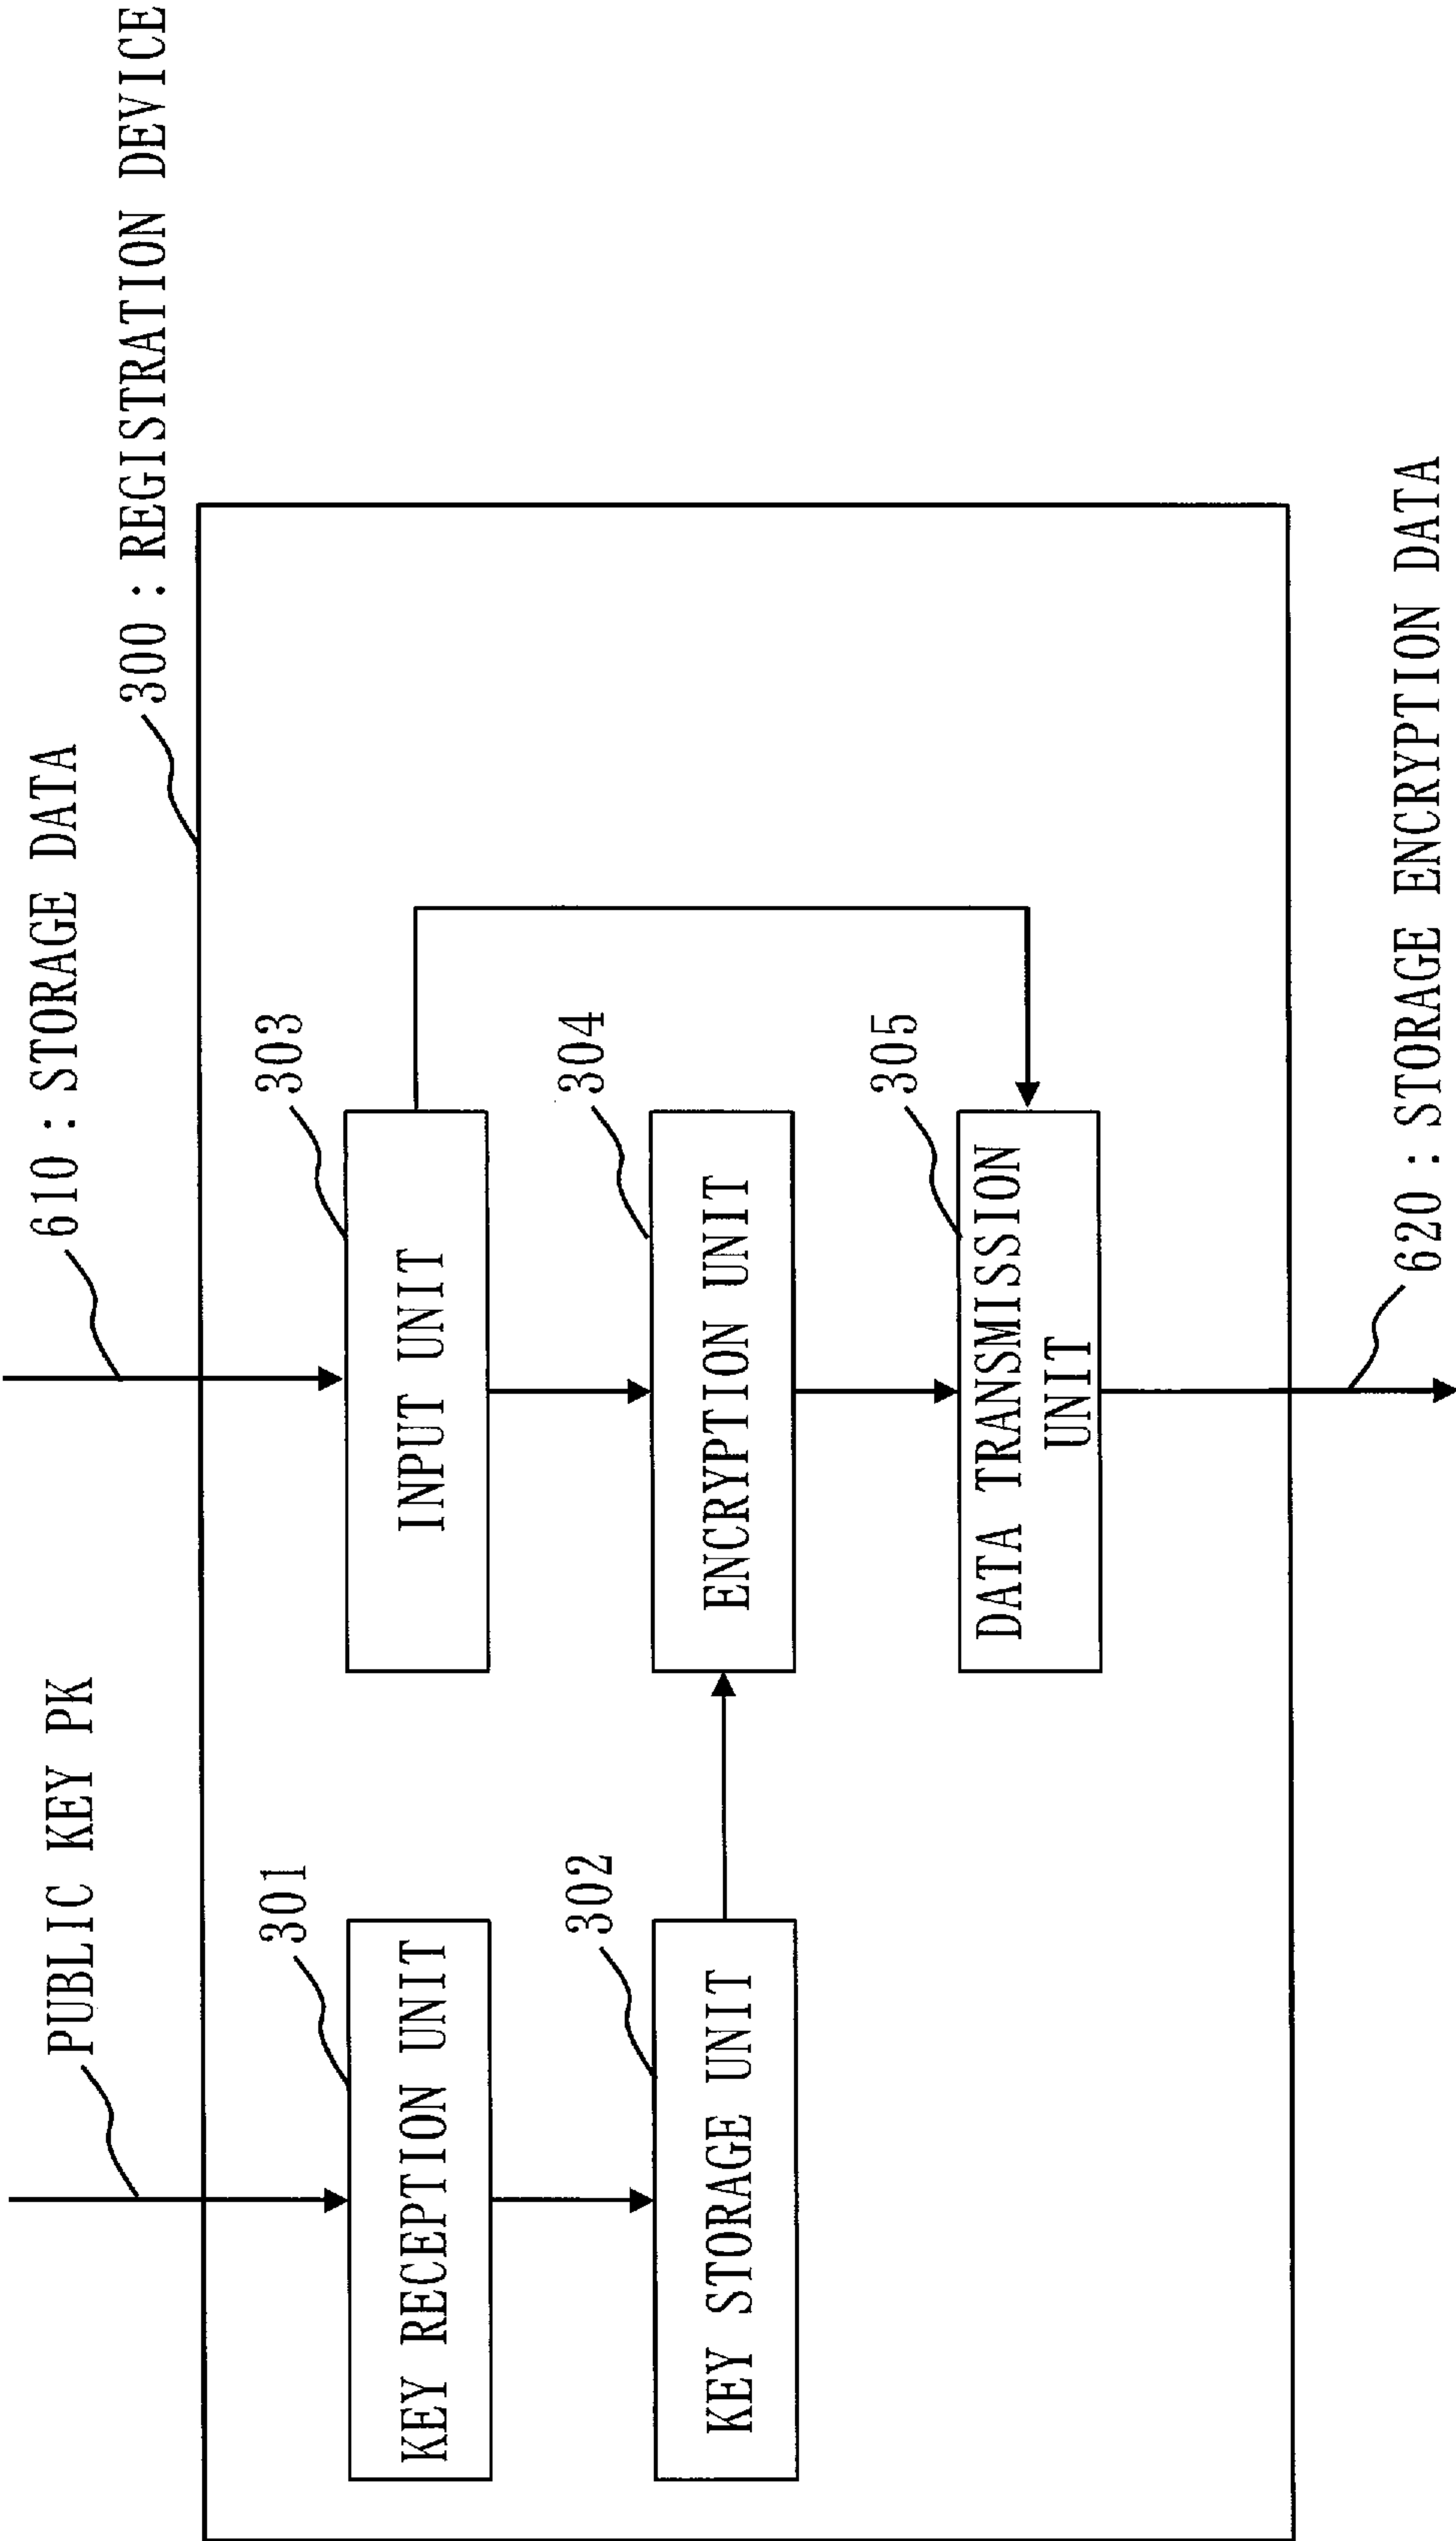 PUBLIC KEY PK
610 : STORAGE DATA
300 : REGISTRATION DEVICE
301
KEY RECEPTION UNIT
303
INPUT UNIT
302
KEY STORAGE UNIT
304
ENCRYPTION UNIT
305
DATA TRANSMISSION
UNIT
620 : STORAGE ENCRYPTION DATA